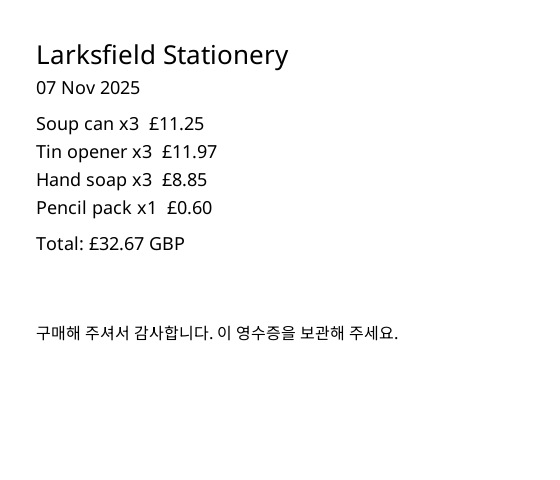 Larksfield Stationery
07 Nov 2025
Soup can x3  £11.25
Tin opener x3  £11.97
Hand soap x3  £8.85
Pencil pack x1  £0.60
Total: £32.67 GBP
구매해 주셔서 감사합니다. 이 영수증을 보관해 주세요.